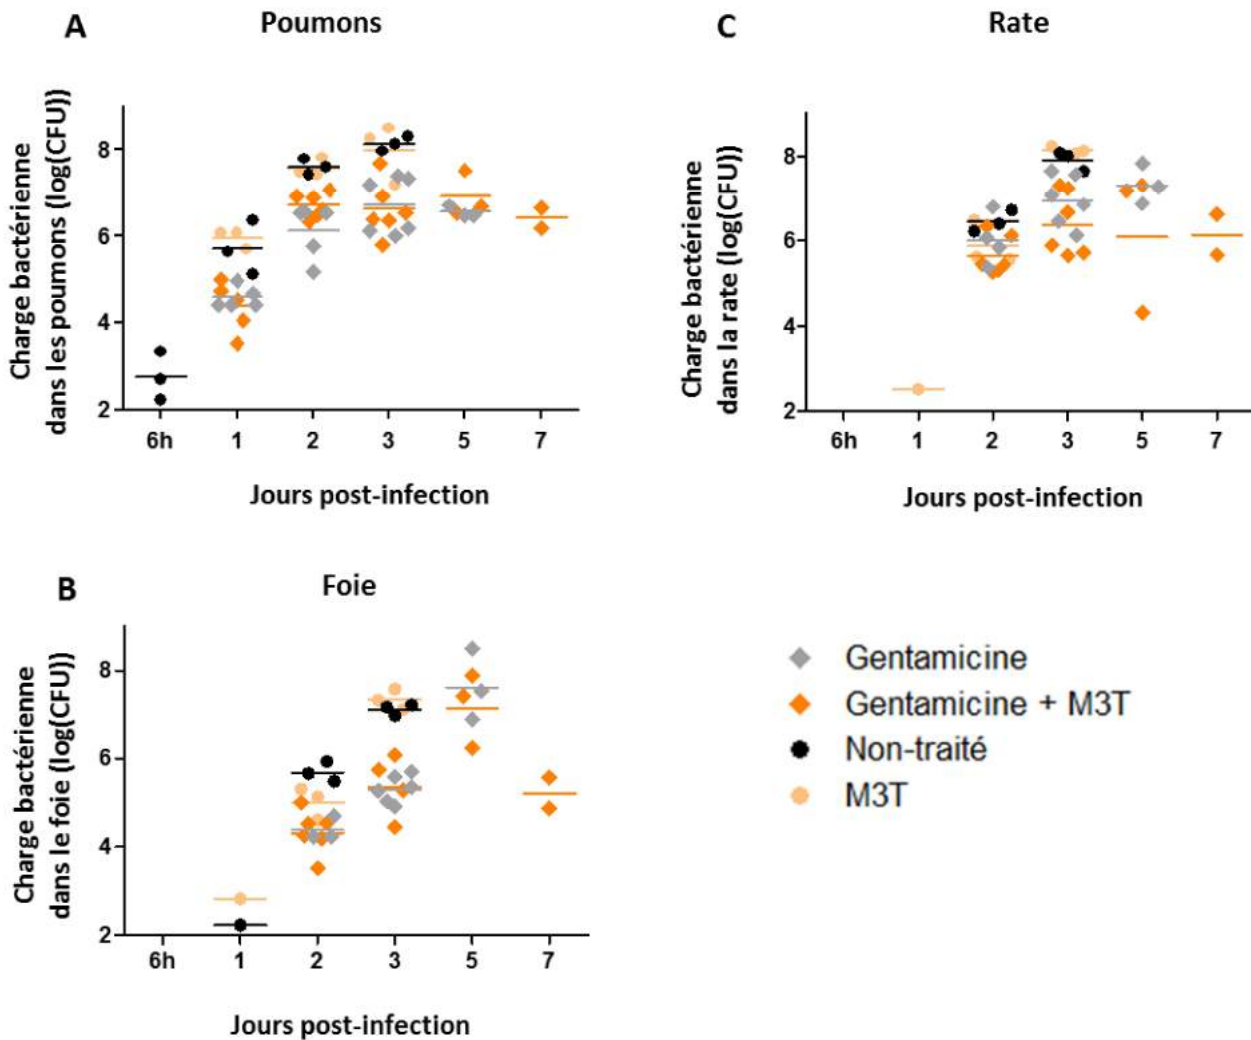 A
Poumons
Charge bactérienne
dans les poumons (log(CFU))
8
6
4
2
6h 1 2 3 5 7
Jours post-infection
C
Rate
Charge bactérienne
dans la rate (log(CFU))
8
6
4
2
6h 1 2 3 5 7
Jours post-infection
B
Foie
Charge bactérienne
dans le foie (log(CFU))
8
6
4
2
6h 1 2 3 5 7
Jours post-infection
Gentamicine
Gentamicine + M3T
Non-traité
M3T